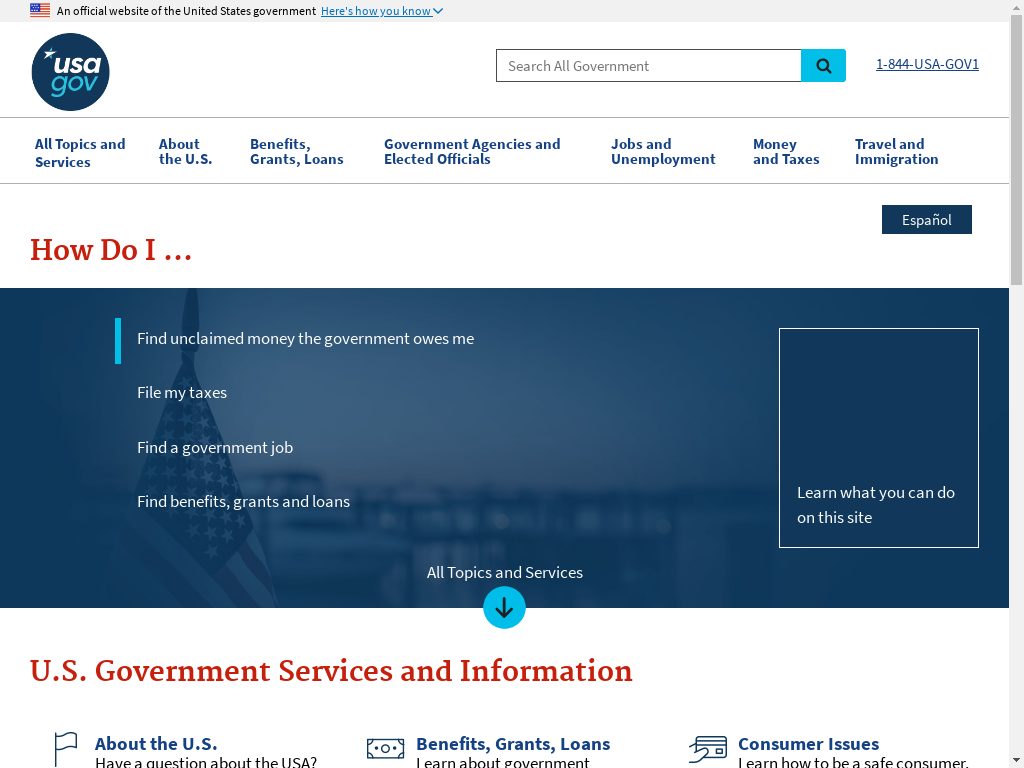 An official website of the United States government Here's how you know
usa
gov
Search All Government
1-844-USA-GOV1
All Topics and
Services
About
the U.S.
Benefits,
Grants, Loans
Government Agencies and
Elected Officials
Jobs and
Unemployment
Money
and Taxes
Travel and
Immigration
Español
How Do I ...
Find unclaimed money the government owes me
File my taxes
Find a government job
Find benefits, grants and loans
Learn what you can do
on this site
All Topics and Services
U.S. Government Services and Information
About the U.S.
Have a question about the USA?
Benefits, Grants, Loans
Learn about government
Consumer Issues
Learn how to be a safe consumer,